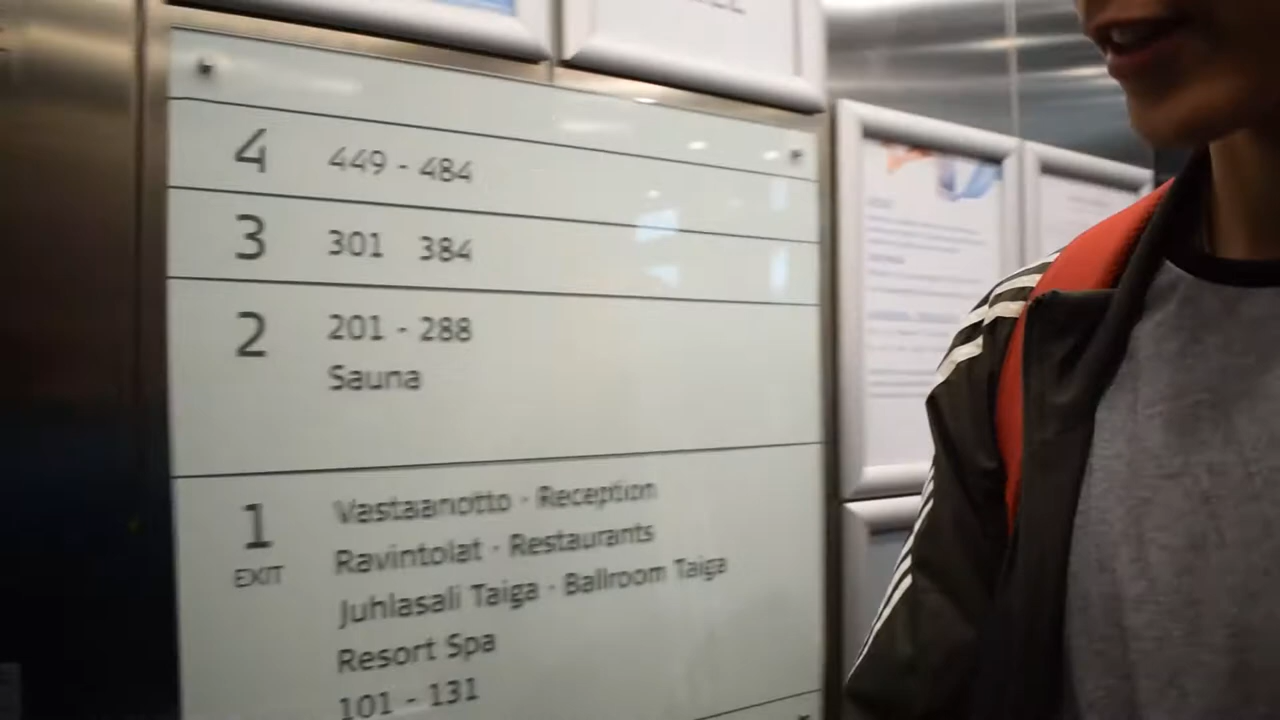 4 449 - 484
3 301 384
2 201 - 288
Sauna
1 Vastaanotto · Reception
EXIT Ravintolat · Restaurants
Juhlasali Taiga · Ballroom Taiga
Resort Spa
101 - 131